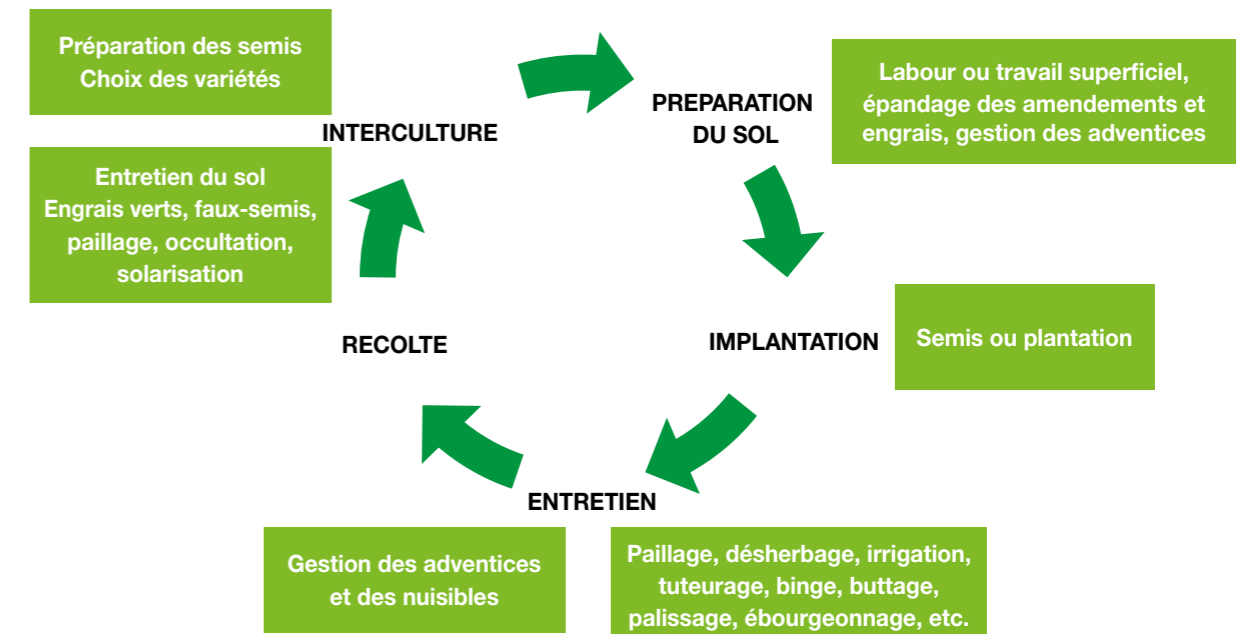 Préparation des semis
Choix des variétés
INTERCULTURE
Entretien du sol
Engrais verts, faux-semis,
paillage, occultation,
solarisation
PREPARATION
DU SOL
Labour ou travail superficiel,
épandage des amendements et
engrais, gestion des adventices
IMPLANTATION
Semis ou plantation
ENTRETIEN
Gestion des adventices
et des nuisibles
Paillage, désherbage, irrigation,
tuteurage, binge, buttage,
palissage, ébourgeonnage, etc.
RECOLTE